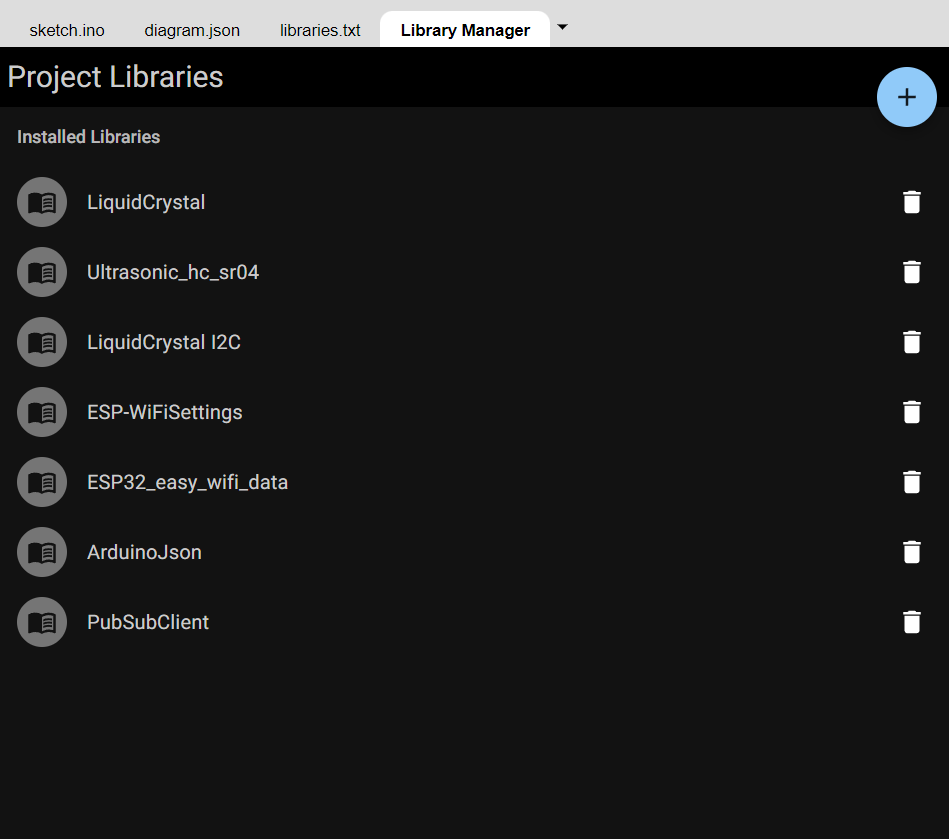 sketch.ino diagram.json libraries.txt Library Manager
Project Libraries
+
Installed Libraries
LiquidCrystal
Ultrasonic_hc_sr04
LiquidCrystal I2C
ESP-WiFiSettings
ESP32_easy_wifi_data
ArduinoJson
PubSubClient